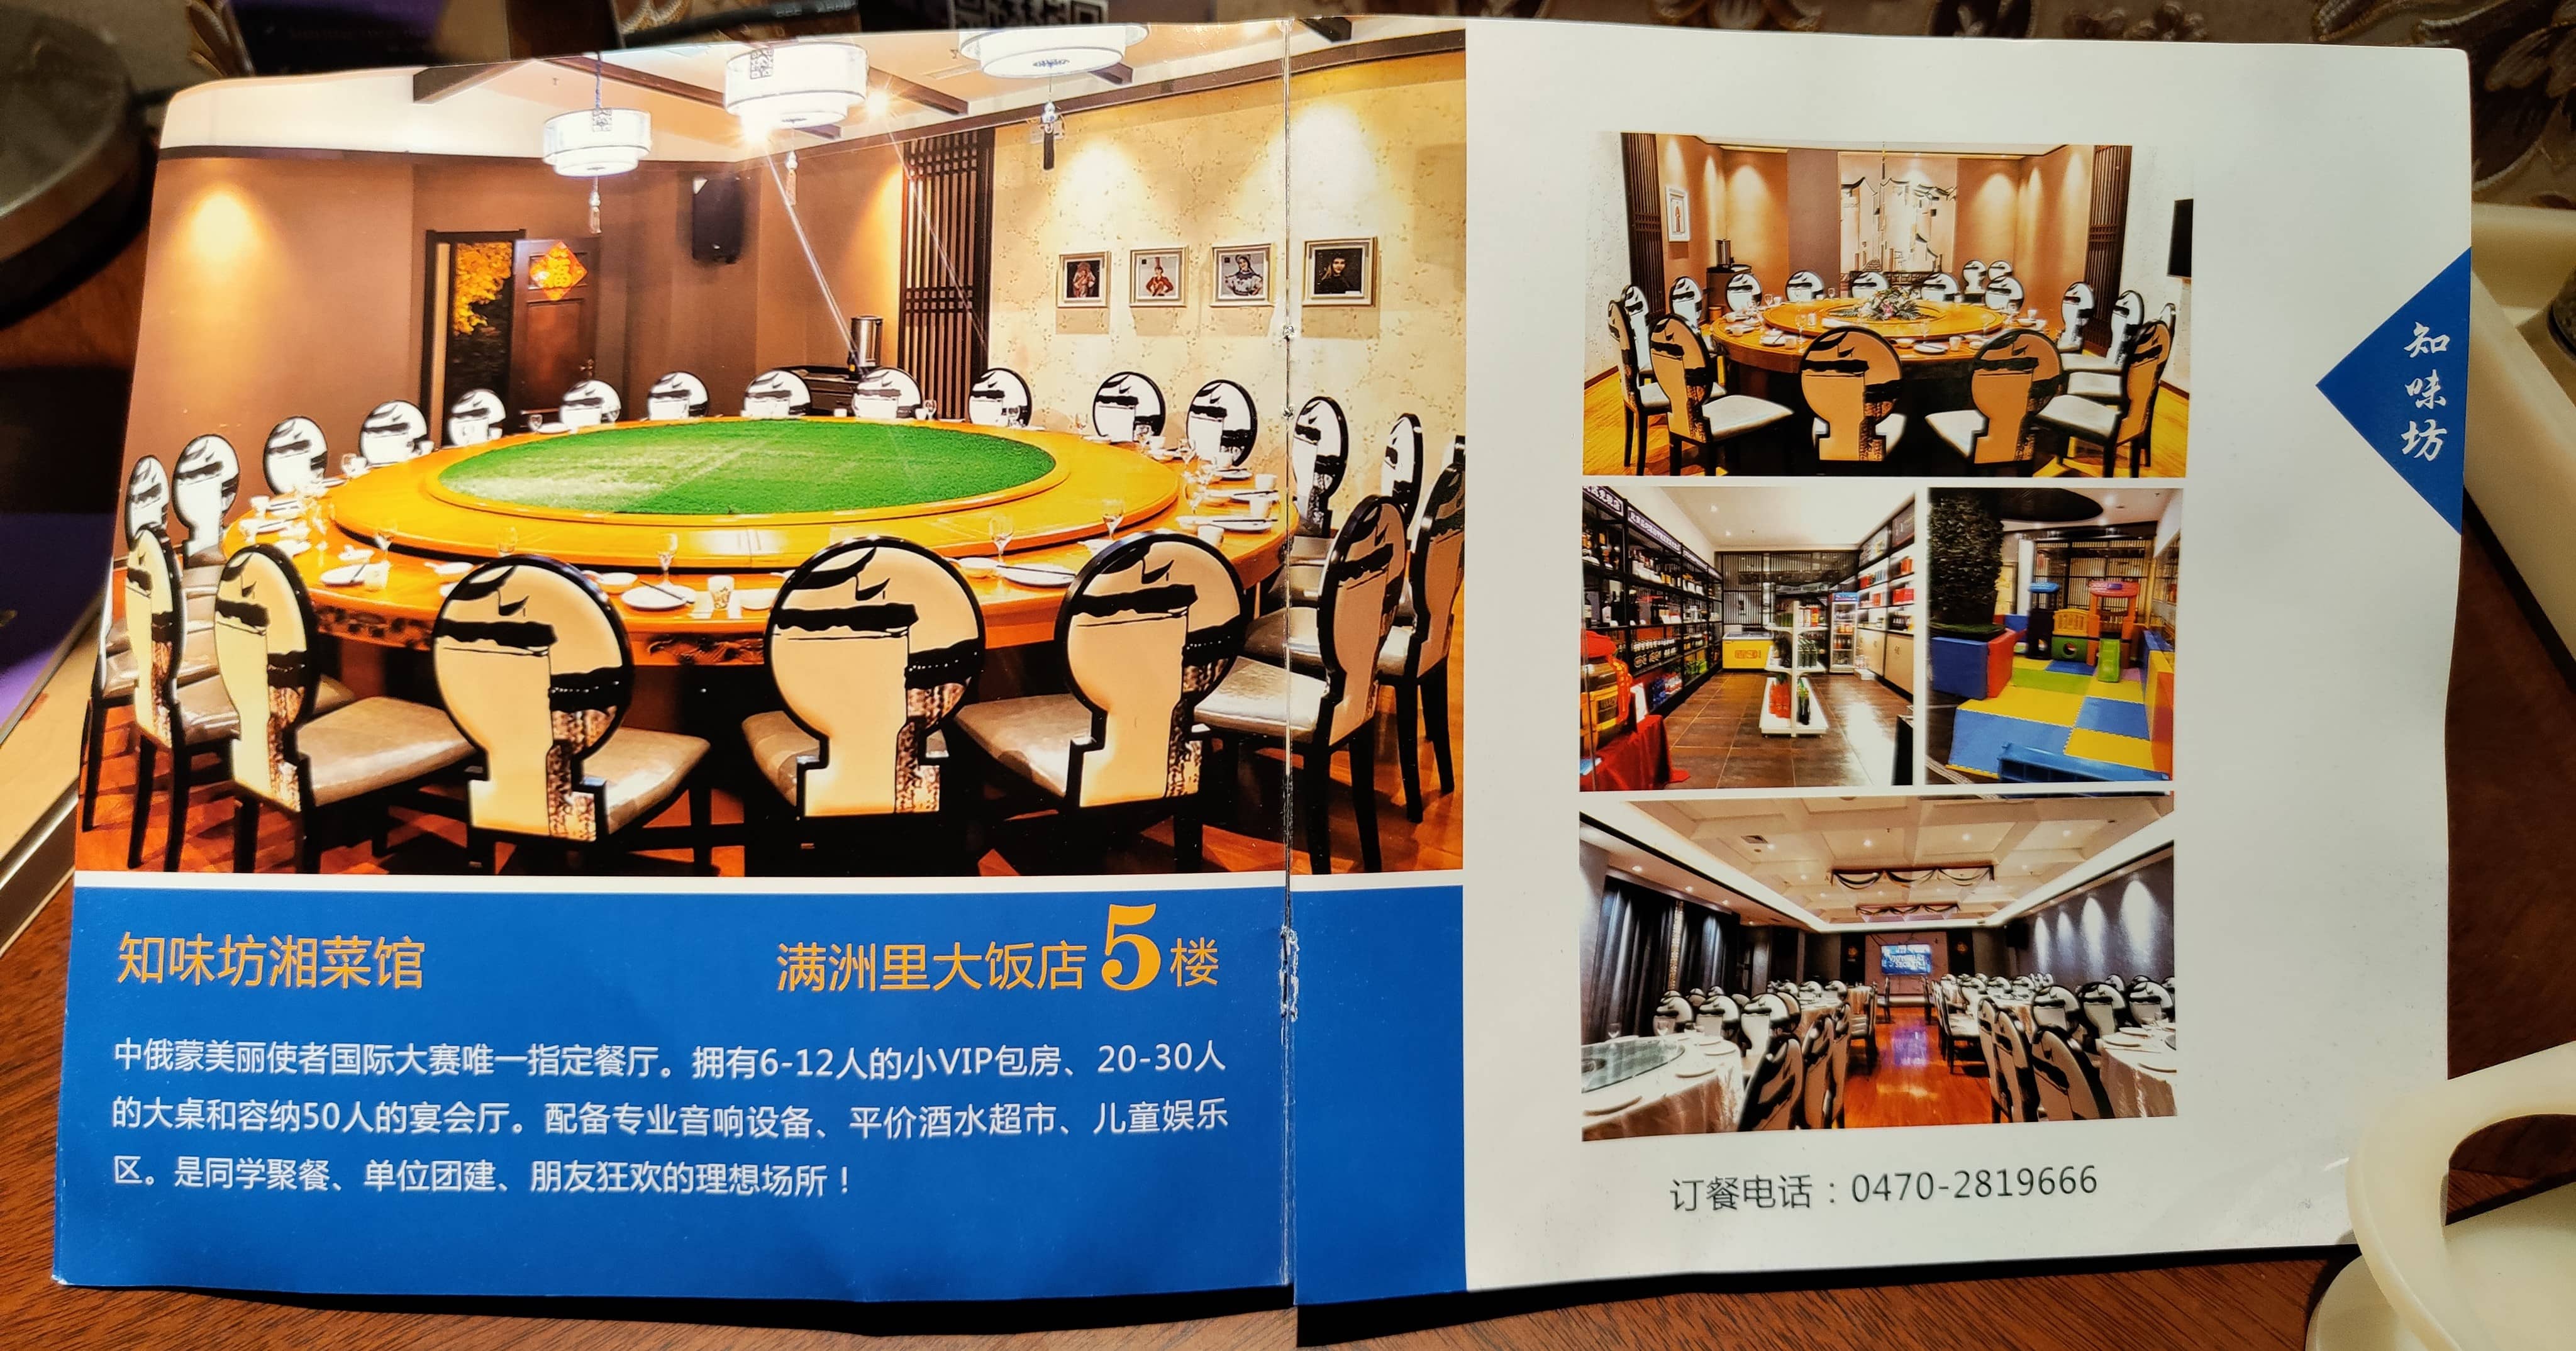 知味坊湘菜馆
满洲里大饭店5楼
中俄蒙美丽使者国际大赛唯一指定餐厅。拥有6-12人的小VIP包房、20-30人
的大桌和容纳50人的宴会厅。配备专业音响设备、平价酒水超市、儿童娱乐
区。是同学聚餐、单位团建、朋友狂欢的理想场所！
福
知味坊
订餐电话：0470-2819666